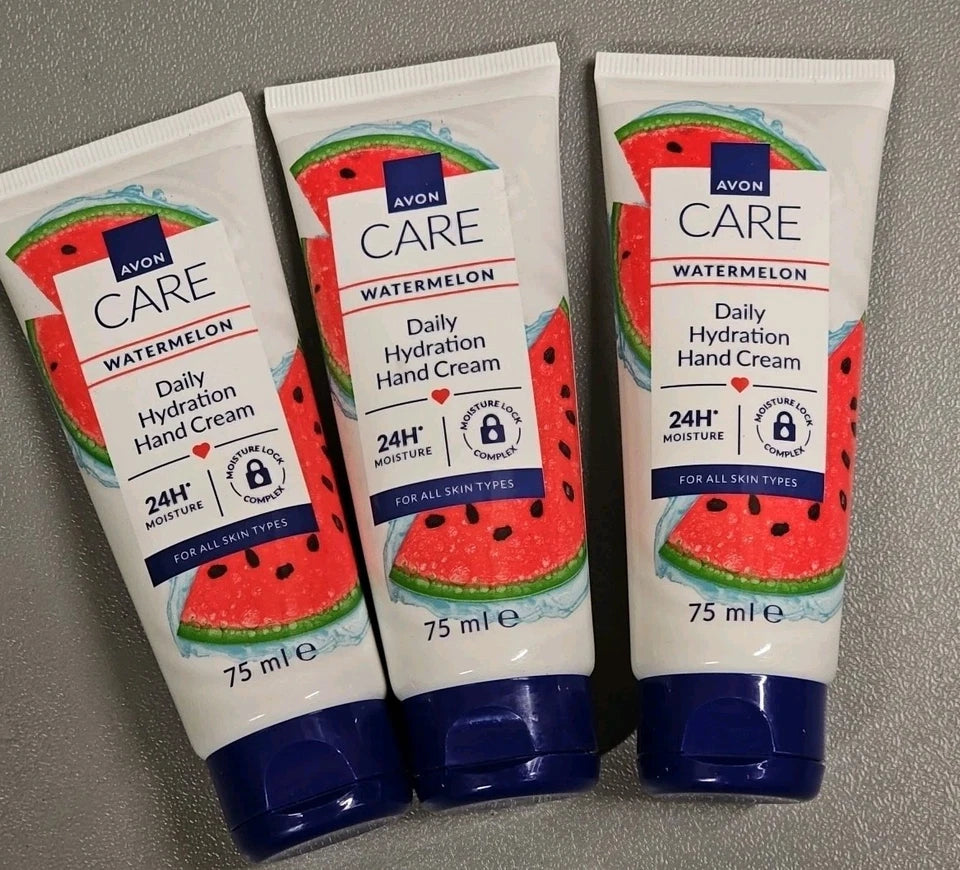 AVON
CARE
WATERMELON
Daily
Hydration
Hand Cream
24H*
MOISTURE
MOISTURE LOCK
COMPLEX
FOR ALL SKIN TYPES
75 ml e
AVON
CARE
WATERMELON
Daily
Hydration
Hand Cream
24H*
MOISTURE
MOISTURE LOCK
COMPLEX
FOR ALL SKIN TYPES
75 ml e
AVON
CARE
WATERMELON
Daily
Hydration
Hand Cream
24H*
MOISTURE
MOISTURE LOCK
COMPLEX
FOR ALL SKIN TYPES
75 ml e